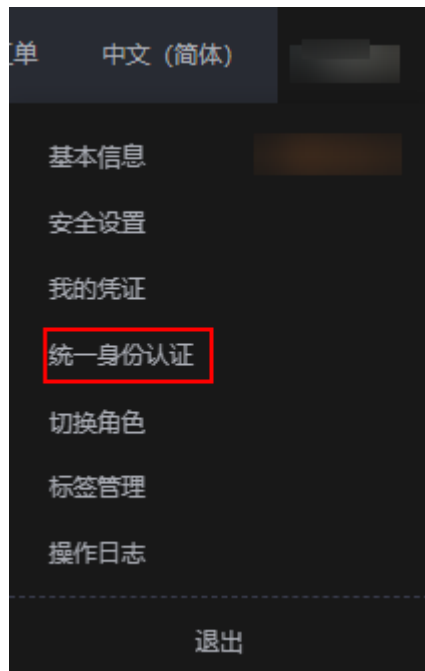 单 中文（简体）
基本信息
安全设置
我的凭证
统一身份认证
切换角色
标签管理
操作日志
退出